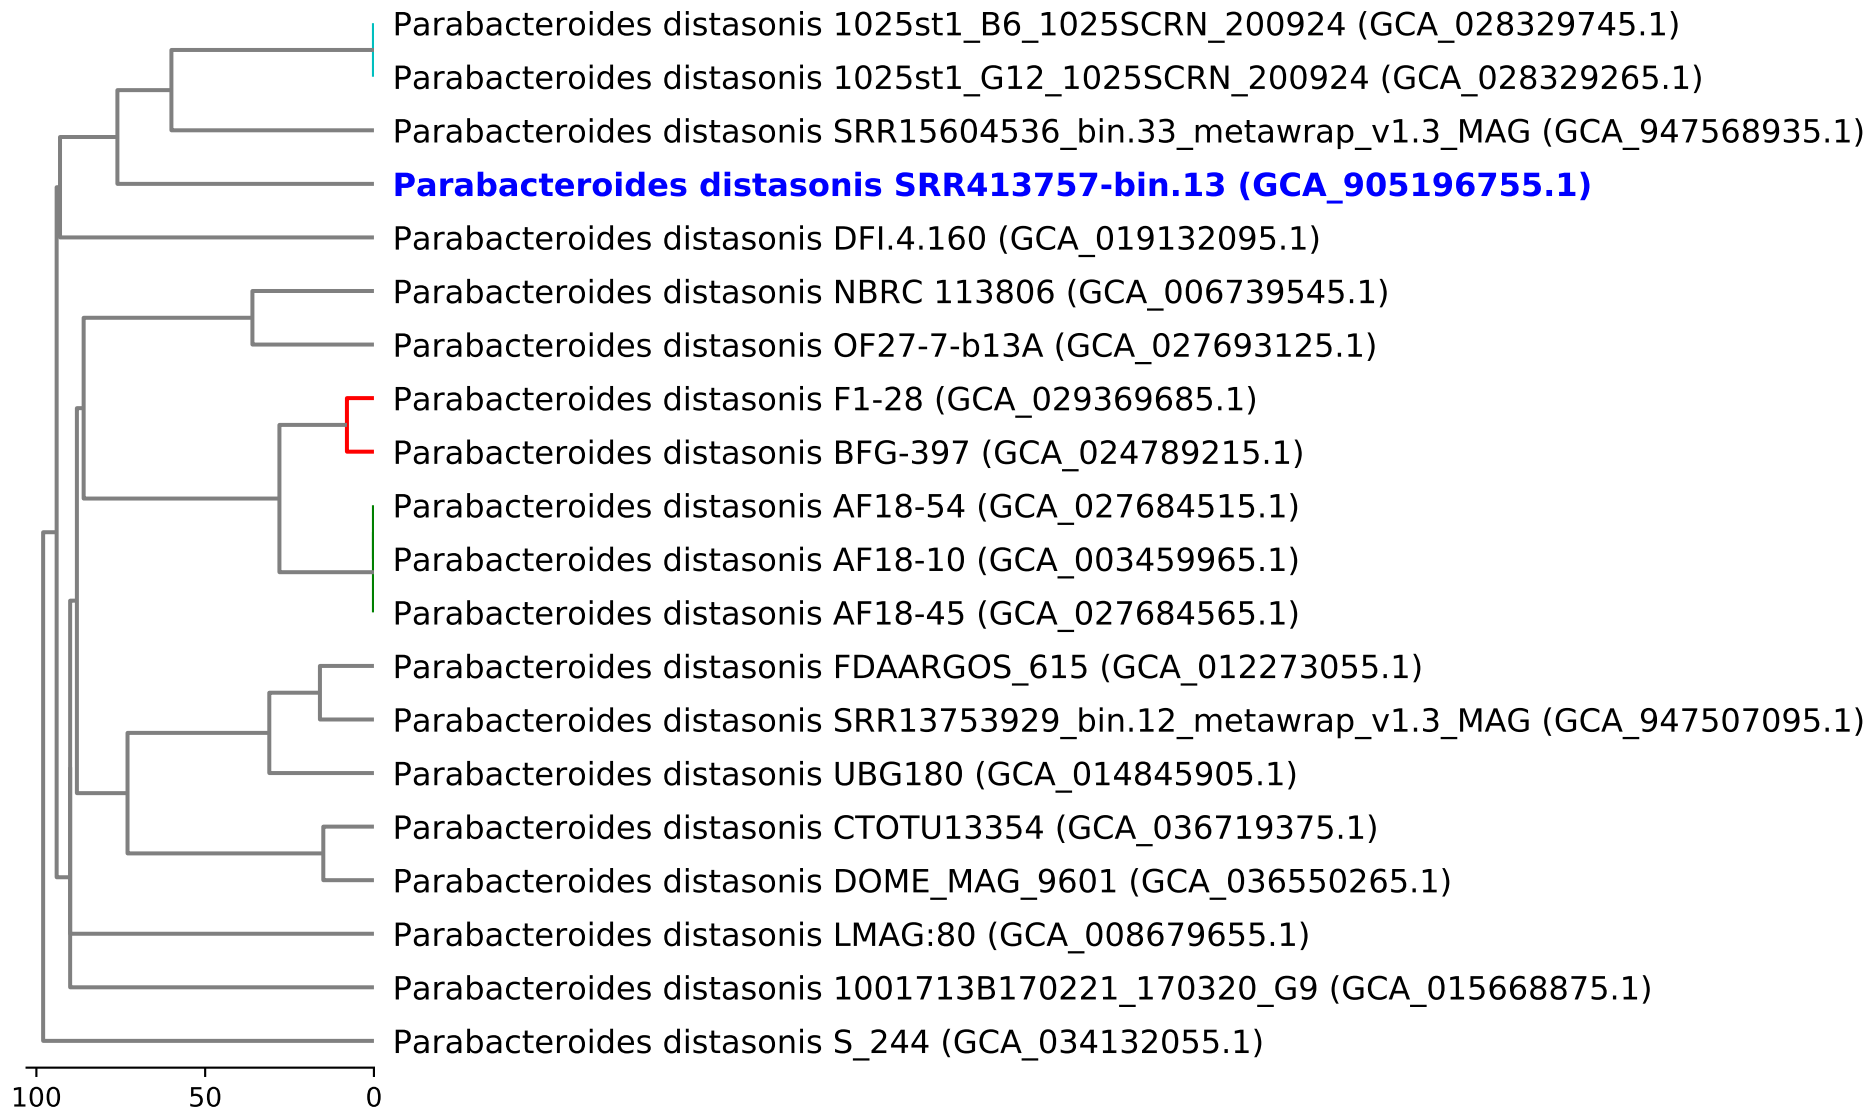 Parabacteroides distasonis 1025st1_B6_1025SCRN_200924 (GCA_028329745.1)
Parabacteroides distasonis 1025st1_G12_1025SCRN_200924 (GCA_028329265.1)
Parabacteroides distasonis SRR15604536_bin.33_metawrap_v1.3_MAG (GCA_947568935.1)
Parabacteroides distasonis SRR413757-bin.13 (GCA_905196755.1)
Parabacteroides distasonis DFI.4.160 (GCA_019132095.1)
Parabacteroides distasonis NBRC 113806 (GCA_006739545.1)
Parabacteroides distasonis OF27-7-b13A (GCA_027693125.1)
Parabacteroides distasonis F1-28 (GCA_029369685.1)
Parabacteroides distasonis BFG-397 (GCA_024789215.1)
Parabacteroides distasonis AF18-54 (GCA_027684515.1)
Parabacteroides distasonis AF18-10 (GCA_003459965.1)
Parabacteroides distasonis AF18-45 (GCA_027684565.1)
Parabacteroides distasonis FDAARGOS_615 (GCA_012273055.1)
Parabacteroides distasonis SRR13753929_bin.12_metawrap_v1.3_MAG (GCA_947507095.1)
Parabacteroides distasonis UBG180 (GCA_014845905.1)
Parabacteroides distasonis CTOTU13354 (GCA_036719375.1)
Parabacteroides distasonis DOME_MAG_9601 (GCA_036550265.1)
Parabacteroides distasonis LMAG:80 (GCA_008679655.1)
Parabacteroides distasonis 1001713B170221_170320_G9 (GCA_015668875.1)
Parabacteroides distasonis S_244 (GCA_034132055.1)
100 50 0